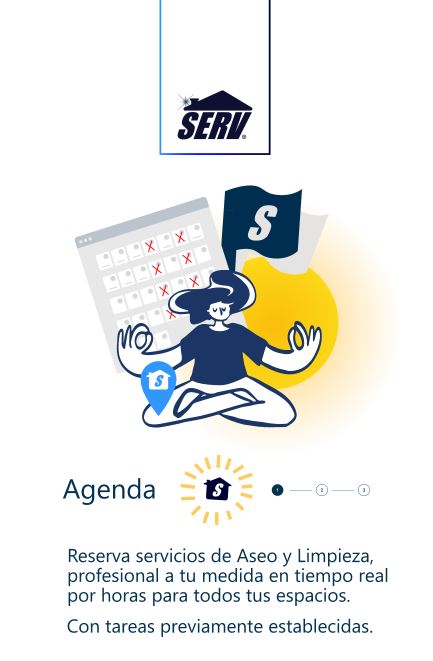 SERV®
S
S
Agenda
S
1
2
3
Reserva servicios de Aseo y Limpieza,
profesional a tu medida en tiempo real
por horas para todos tus espacios.
Con tareas previamente establecidas.